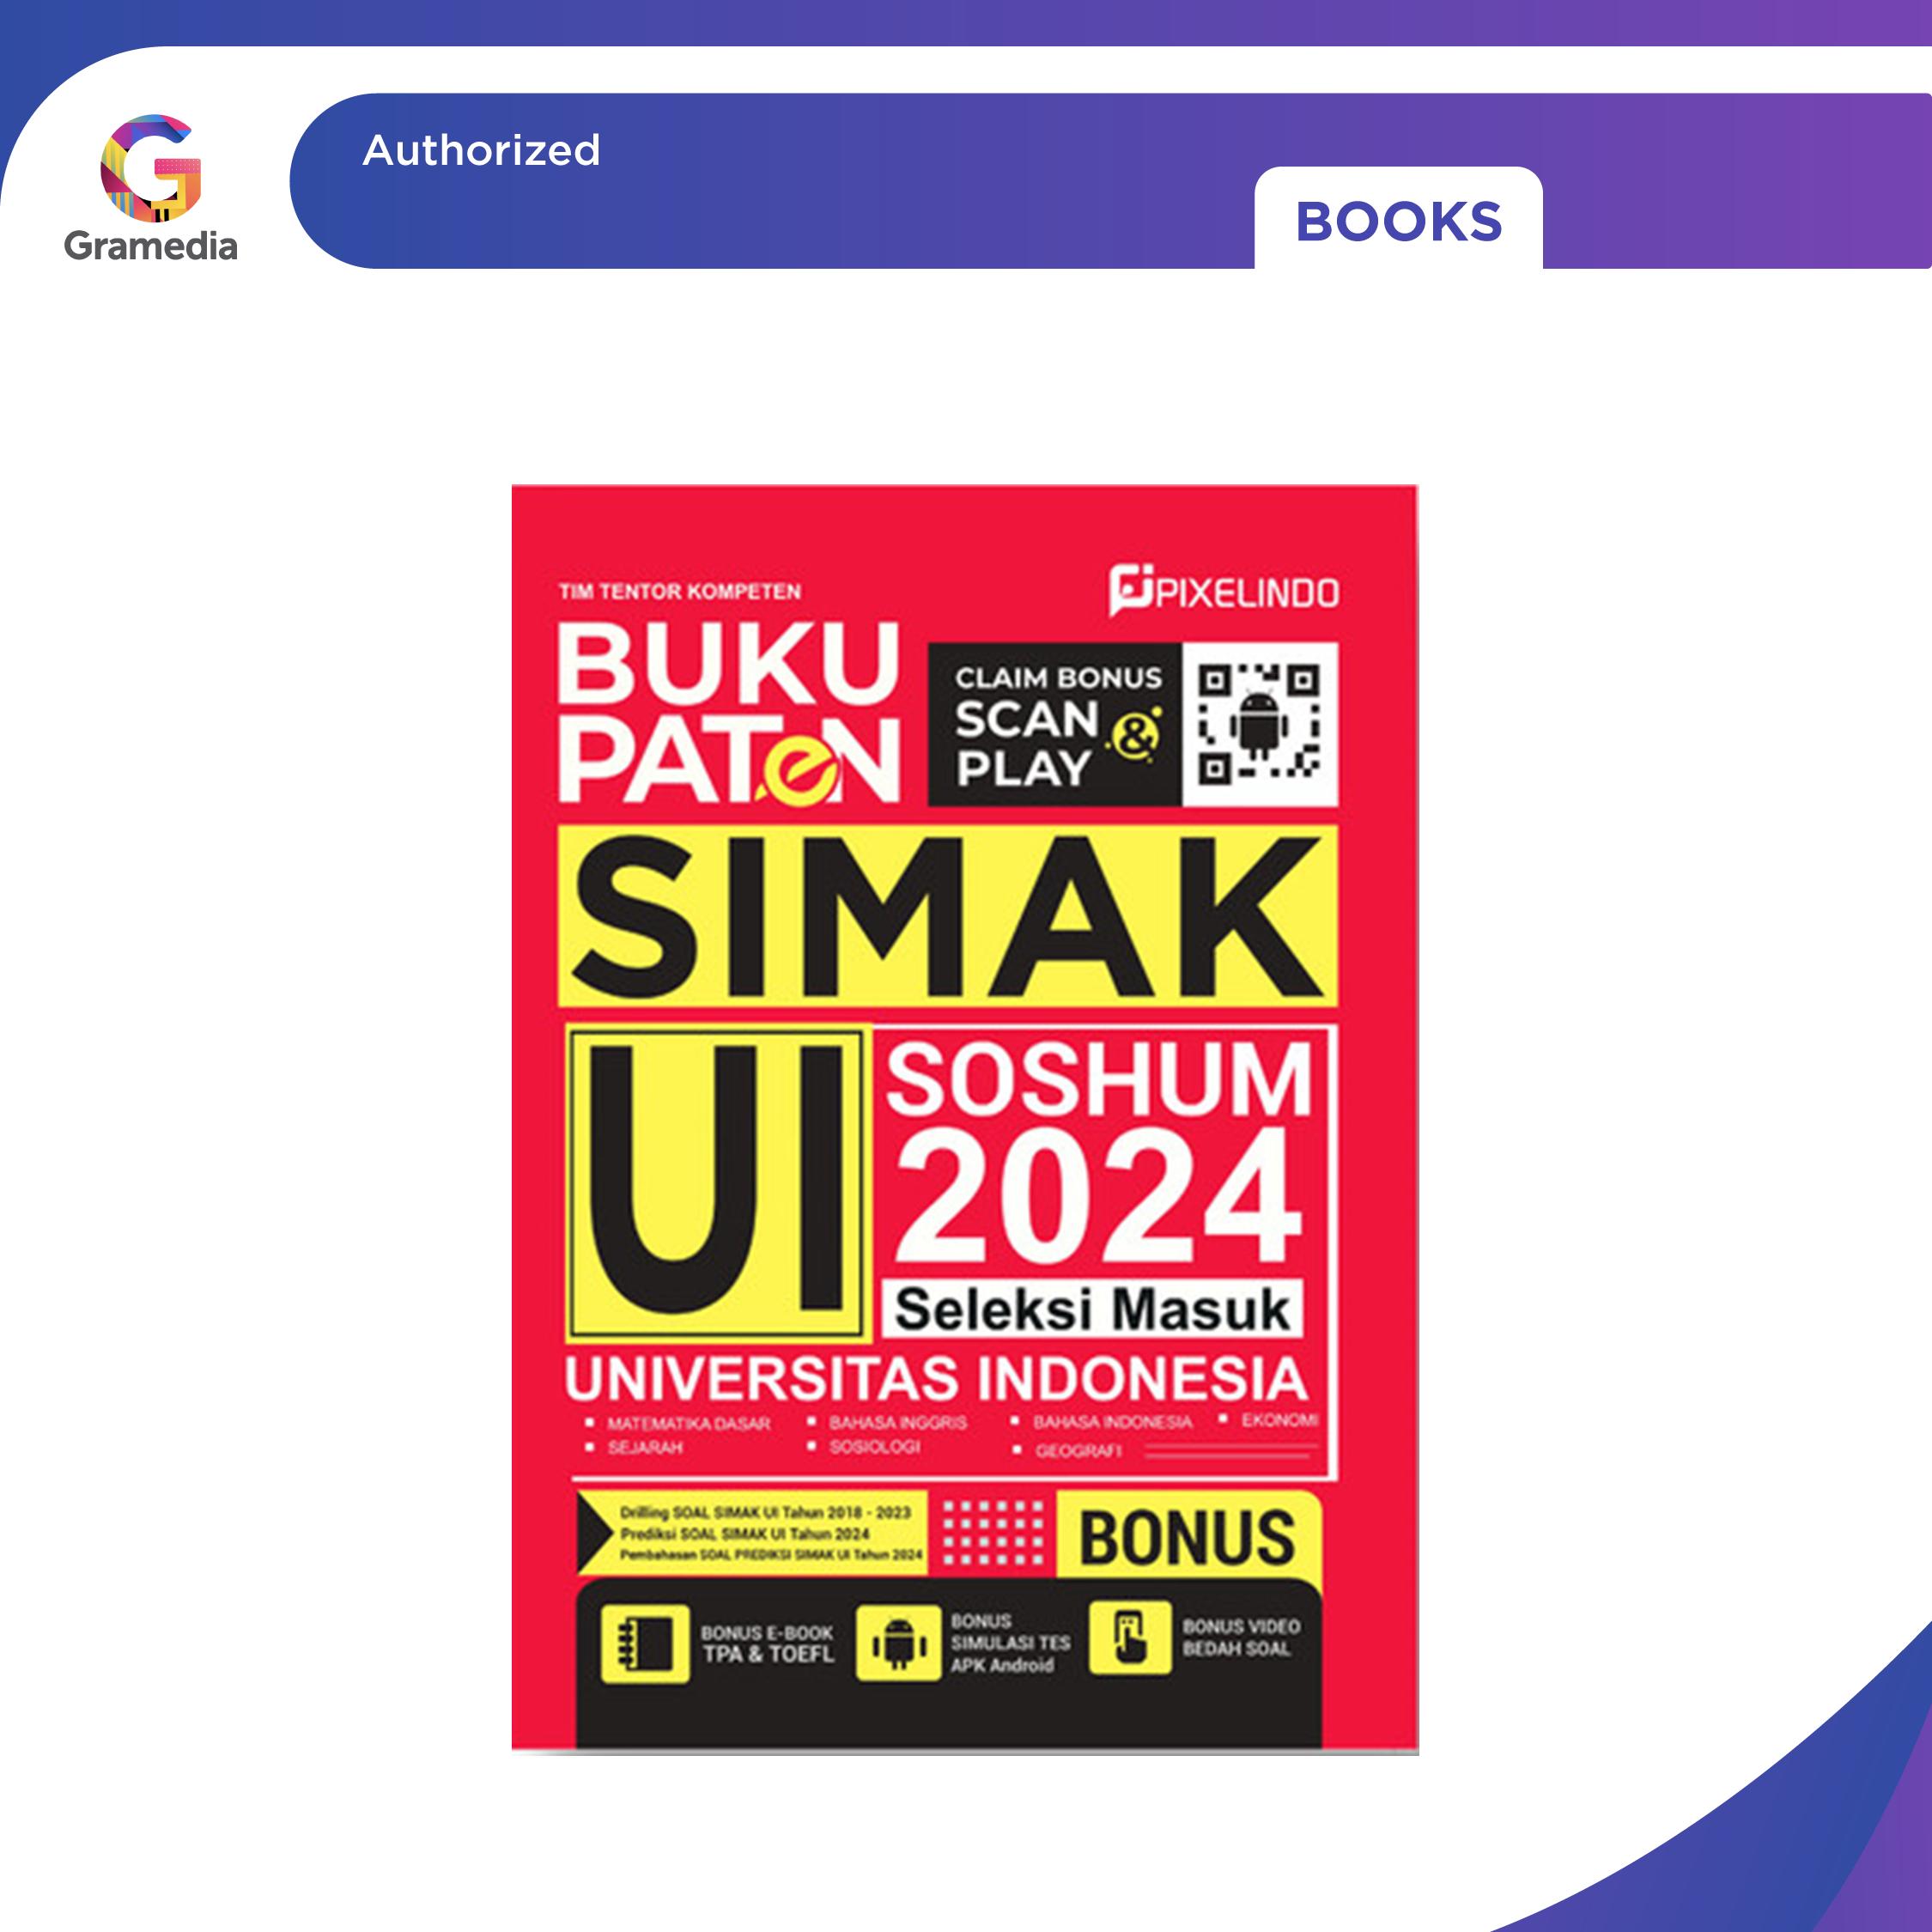 Gramedia
Authorized
BOOKS
TIM TENTOR KOMPETEN
PIXELINDO
BUKU
PATeN
CLAIM BONUS
SCAN &
PLAY
SIMAK
UI
SOSHUM
2024
Seleksi Masuk
UNIVERSITAS INDONESIA
MATEMATIKA DASAR
BAHASA INGGRIS
BAHASA INDONESIA
EKONOMI
SEJARAH
SOSIOLOGI
GEOGRAFI
Drilling SOAL SIMAK UI Tahun 2018 - 2023
Prediksi SOAL SIMAK UI Tahun 2024
Pembahasan SOAL PREDIKSI SIMAK UI Tahun 2024
BONUS
BONUS E-BOOK
TPA & TOEFL
BONUS
SIMULASI TES
APK Android
BONUS VIDEO
BEDAH SOAL